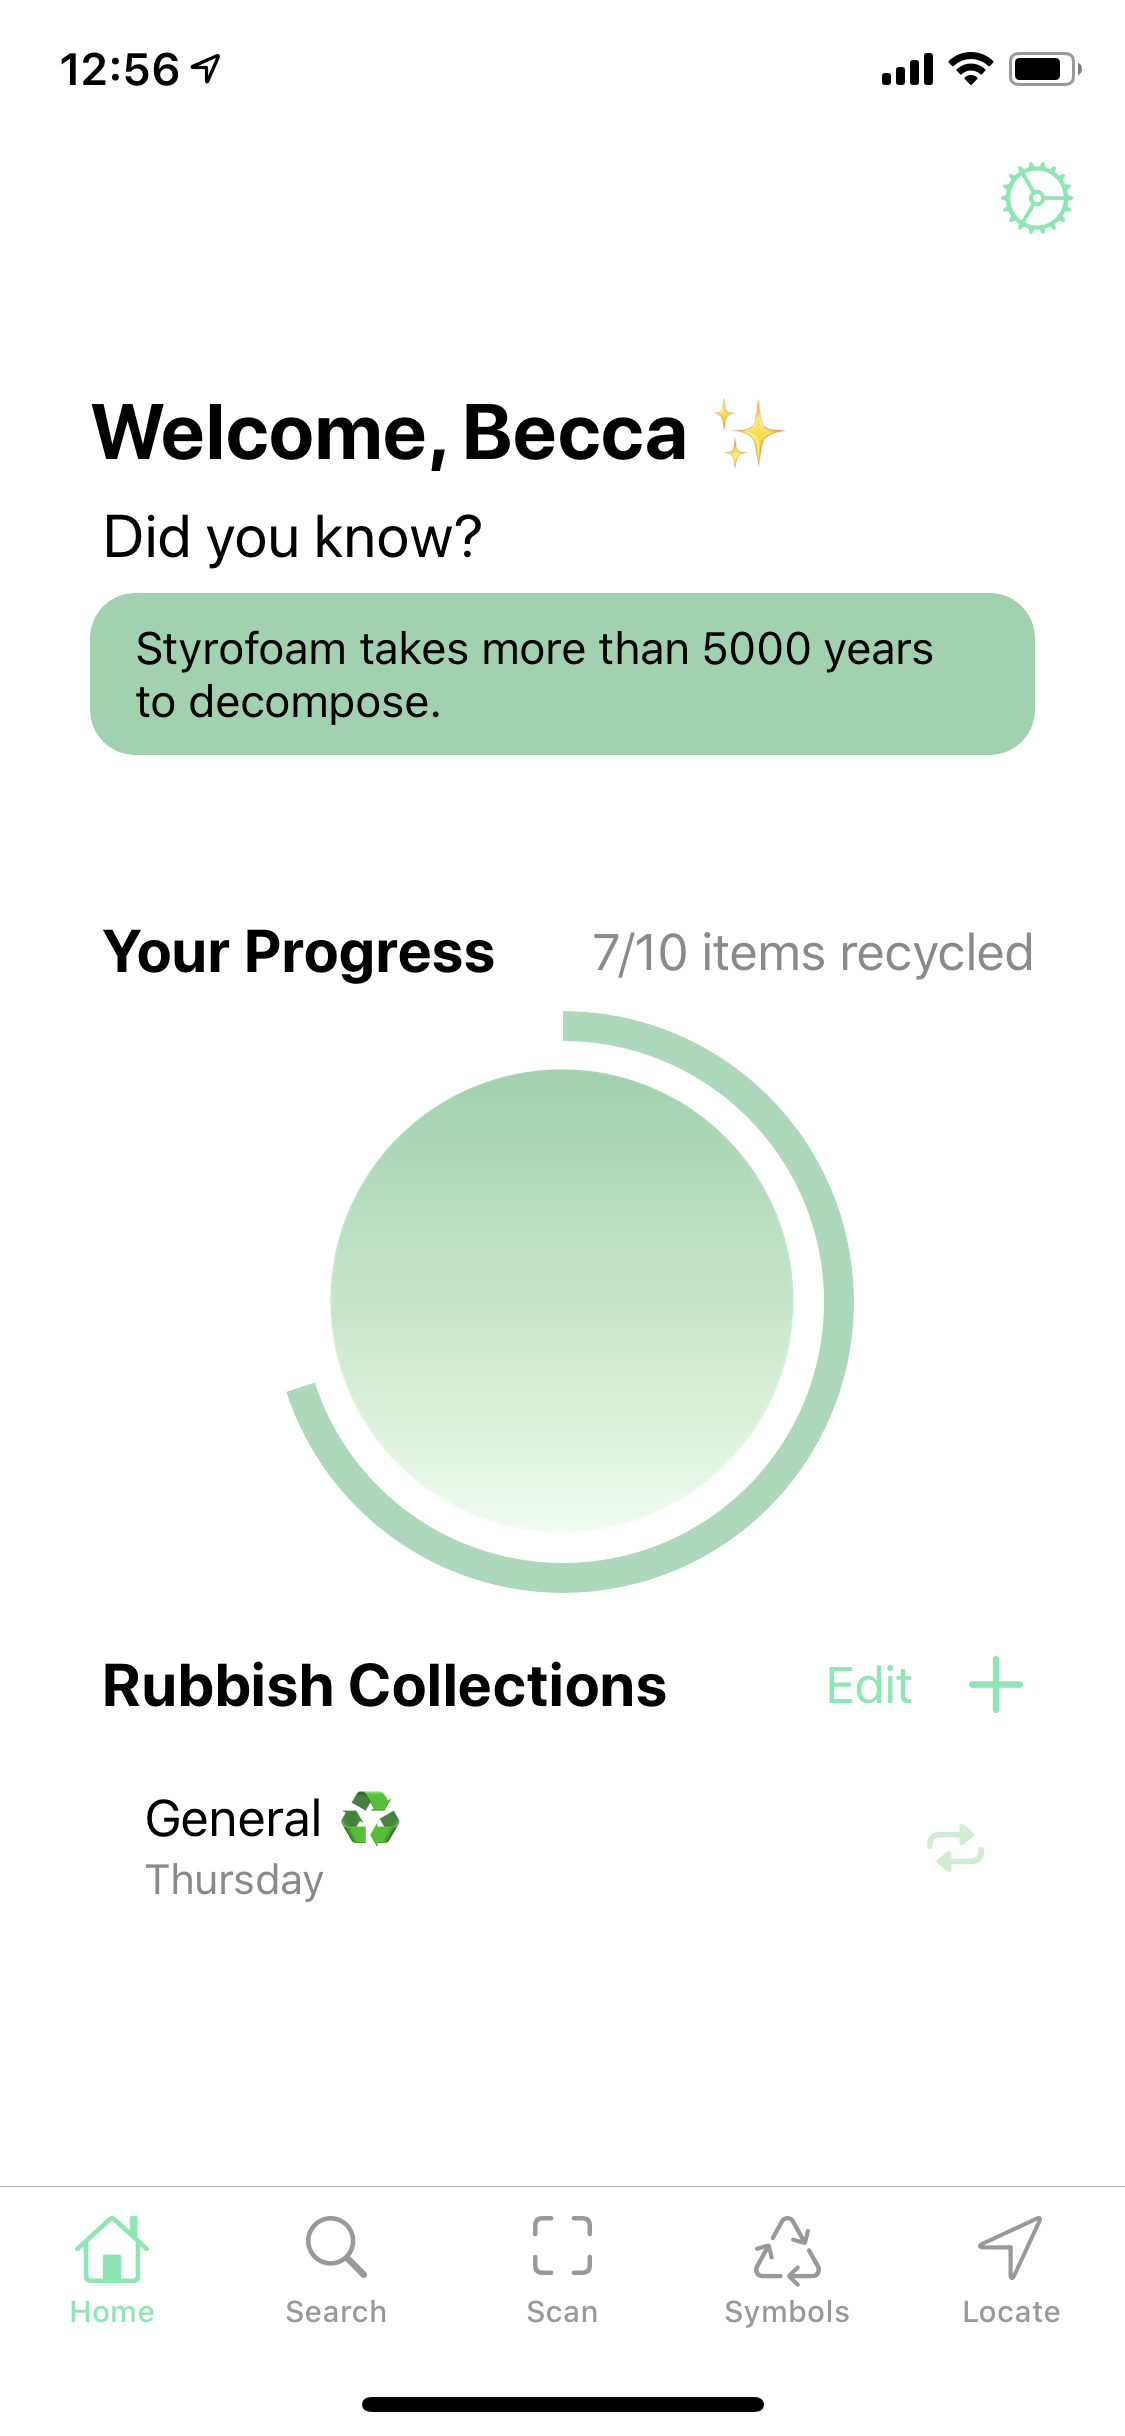 12:56
Welcome, Becca ✨
Did you know?
Styrofoam takes more than 5000 years
to decompose.
Your Progress
7/10 items recycled
Rubbish Collections
Edit
General ♻️
Thursday
Home
Search
Scan
Symbols
Locate